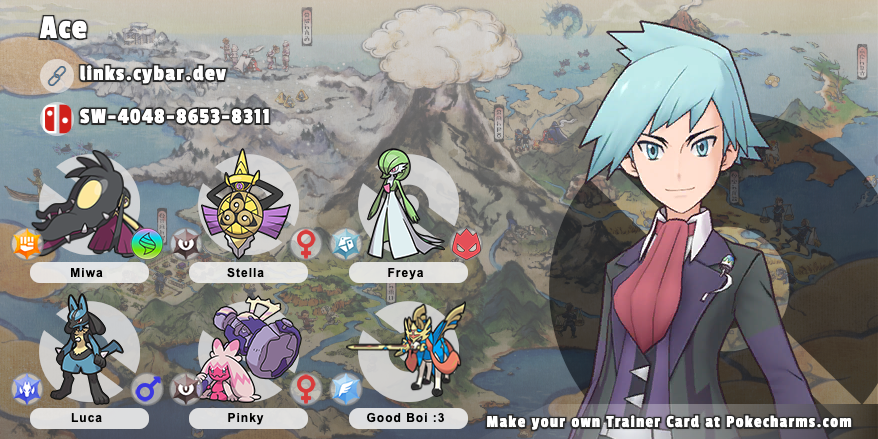 Ace
links.cybar.dev
SW-4048-8653-8311
Miwa
Stella
Freya
Luca
Pinky
Good Boi :3
Make your own Trainer Card at Pokecharms.com